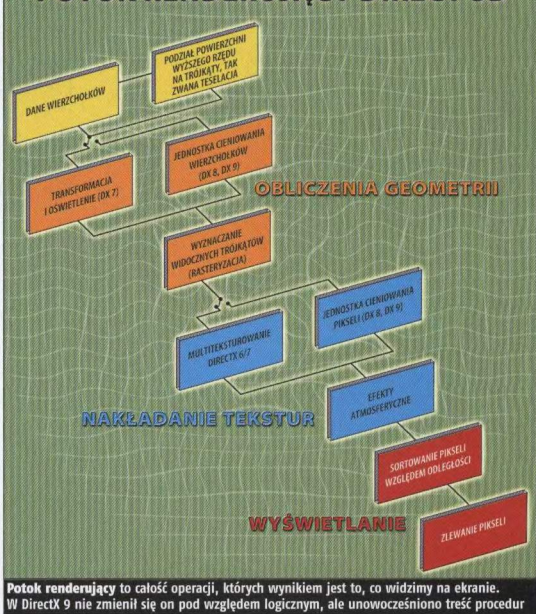 POTOK RENDERUJĄCY DIRECT3D
PODZIAŁ POWIERZCHNI
WYŻSZEGO RZĘDU
NA TRÓJKĄTY, TAK
ZWANA TESELACJA
DANE WIERZCHOŁKÓW
JEDNOSTKA CIENIOWANIA
WIERZCHOŁKÓW
(DX 8, DX 9)
TRANSFORMACJA
I OŚWIETLENIE (DX 7)
OBLICZENIA GEOMETRII
WYZNACZANIE
WIDOCZNYCH TRÓJKĄTÓW
(RASTERYZACJA)
JEDNOSTKA CIENIOWANIA
PIKSELI (DX 8, DX 9)
MULTITEKSTUROWANIE
DIRECTX 6/7
EFEKTY
ATMOSFERYCZNE
NAKŁADANIE TEKSTUR
SORTOWANIE PIKSELI
WZGLĘDEM ODLEGŁOŚCI
WYŚWIETLANIE
ZLEWANIE PIKSELI
Potok renderujący to całość operacji, których wynikiem jest to, co widzimy na ekranie.
W DirectX 9 nie zmienił się on pod względem logicznym, ale unowocześniono treść procedur